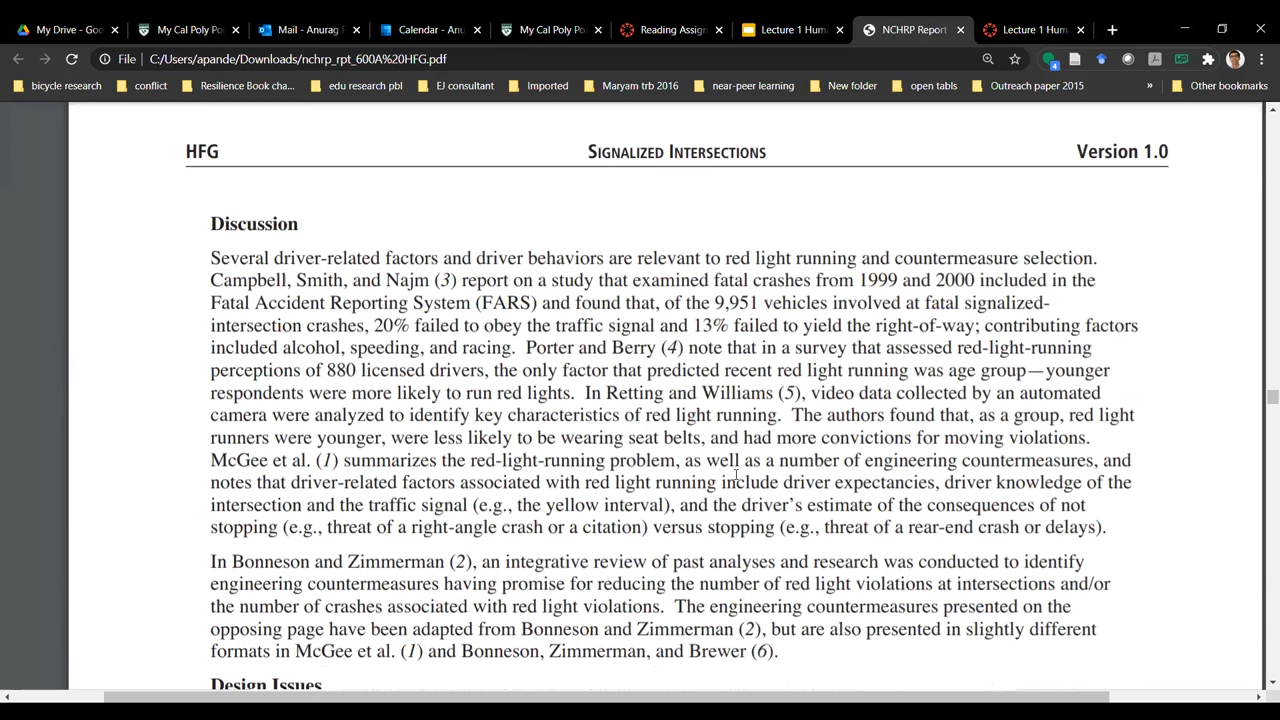 My Drive - Goo
My Cal Poly Po
Mail - Anurag
Calendar - Anu
My Cal Poly Po
Reading Assign
Lecture 1 Hum
NCHRP Report
Lecture 1 Hum
File
C:/Users/apande/Downloads/nchrp_rpt_600A%20HFG.pdf
4
bicycle research
conflict
Resilience Book cha...
edu research pbl
EJ consultant
Imported
Maryam trb 2016
near-peer learning
New folder
open tabls
Outreach paper 2015
»
Other bookmarks
HFG
SIGNALIZED INTERSECTIONS
Version 1.0
Discussion
Several driver-related factors and driver behaviors are relevant to red light running and countermeasure selection.
Campbell, Smith, and Najm (3) report on a study that examined fatal crashes from 1999 and 2000 included in the
Fatal Accident Reporting System (FARS) and found that, of the 9,951 vehicles involved at fatal signalized-
intersection crashes, 20% failed to obey the traffic signal and 13% failed to yield the right-of-way; contributing factors
included alcohol, speeding, and racing. Porter and Berry (4) note that in a survey that assessed red-light-running
perceptions of 880 licensed drivers, the only factor that predicted recent red light running was age group—younger
respondents were more likely to run red lights. In Retting and Williams (5), video data collected by an automated
camera were analyzed to identify key characteristics of red light running. The authors found that, as a group, red light
runners were younger, were less likely to be wearing seat belts, and had more convictions for moving violations.
McGee et al. (1) summarizes the red-light-running problem, as well as a number of engineering countermeasures, and
notes that driver-related factors associated with red light running include driver expectancies, driver knowledge of the
intersection and the traffic signal (e.g., the yellow interval), and the driver's estimate of the consequences of not
stopping (e.g., threat of a right-angle crash or a citation) versus stopping (e.g., threat of a rear-end crash or delays).
In Bonneson and Zimmerman (2), an integrative review of past analyses and research was conducted to identify
engineering countermeasures having promise for reducing the number of red light violations at intersections and/or
the number of crashes associated with red light violations. The engineering countermeasures presented on the
opposing page have been adapted from Bonneson and Zimmerman (2), but are also presented in slightly different
formats in McGee et al. (1) and Bonneson, Zimmerman, and Brewer (6).
Design Issues